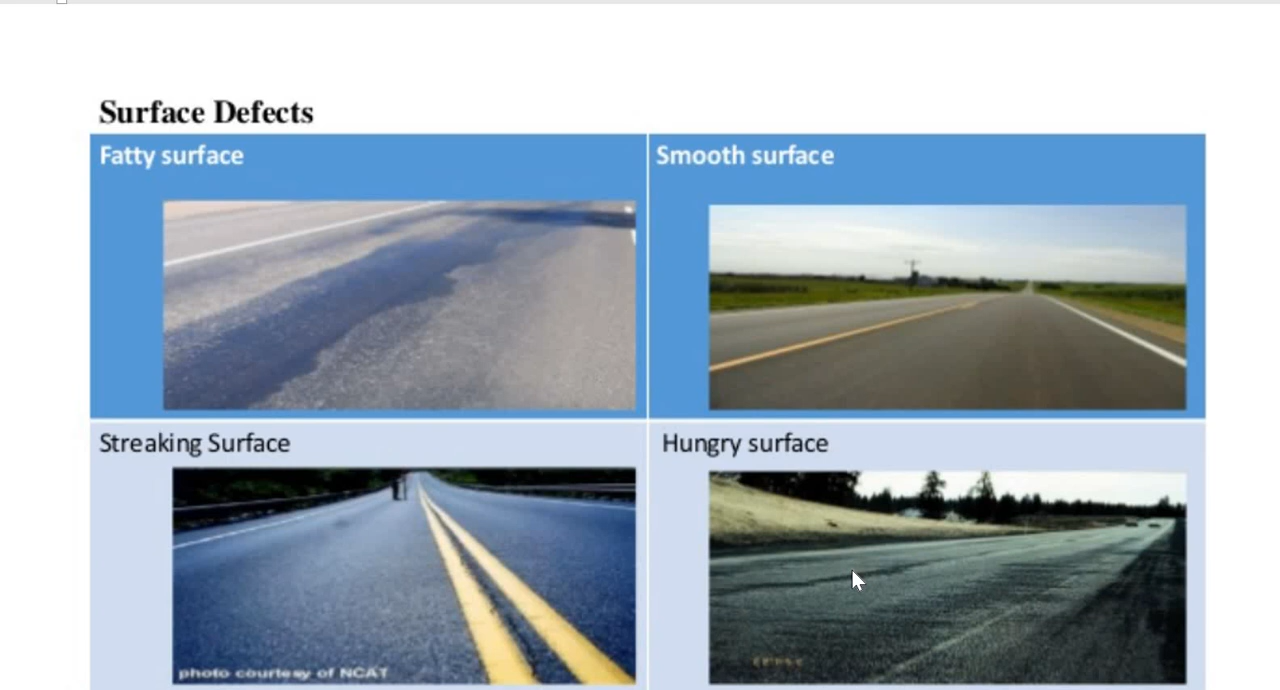 Surface Defects
Fatty surface
Smooth surface
Streaking Surface
Hungry surface
photo courtesy of NCAT